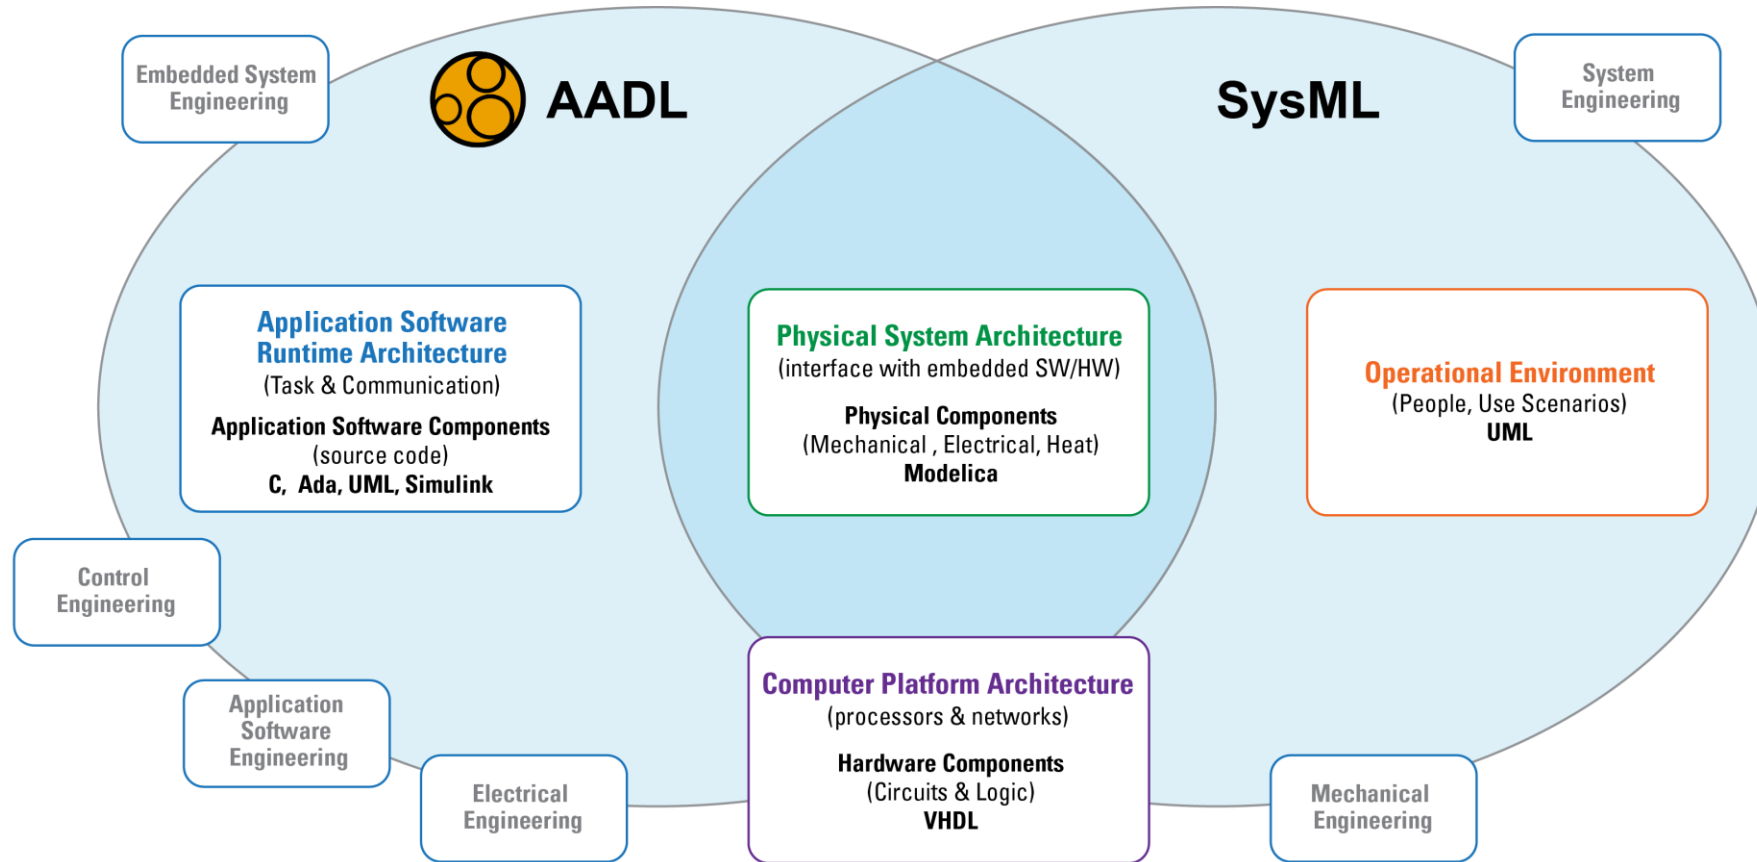 Embedded System
Engineering
AADL
SysML
System
Engineering
Application Software
Runtime Architecture
(Task & Communication)
Application Software Components
(source code)
C, Ada, UML, Simulink
Physical System Architecture
(interface with embedded SW/HW)
Physical Components
(Mechanical , Electrical, Heat)
Modelica
Operational Environment
(People, Use Scenarios)
UML
Control
Engineering
Application
Software
Engineering
Electrical
Engineering
Computer Platform Architecture
(processors & networks)
Hardware Components
(Circuits & Logic)
VHDL
Mechanical
Engineering